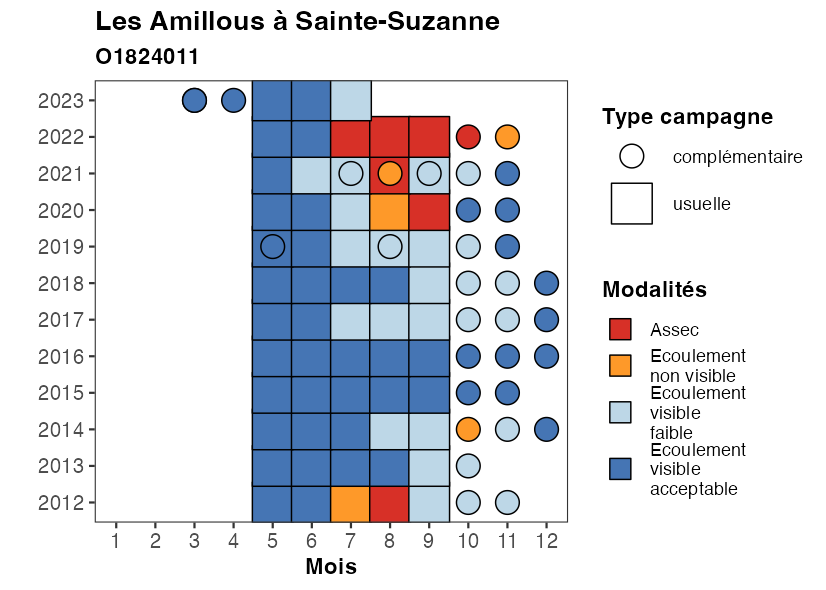 Les Amillous à Sainte-Suzanne
O1824011
2023
2022
2021
2020
2019
2018
2017
2016
2015
2014
2013
2012
1 2 3 4 5 6 7 8 9 10 11 12
Mois
Type campagne
complémentaire
usuelle
Modalités
Assec
Ecoulement
non visible
Ecoulement
visible
faible
Ecoulement
visible
acceptable